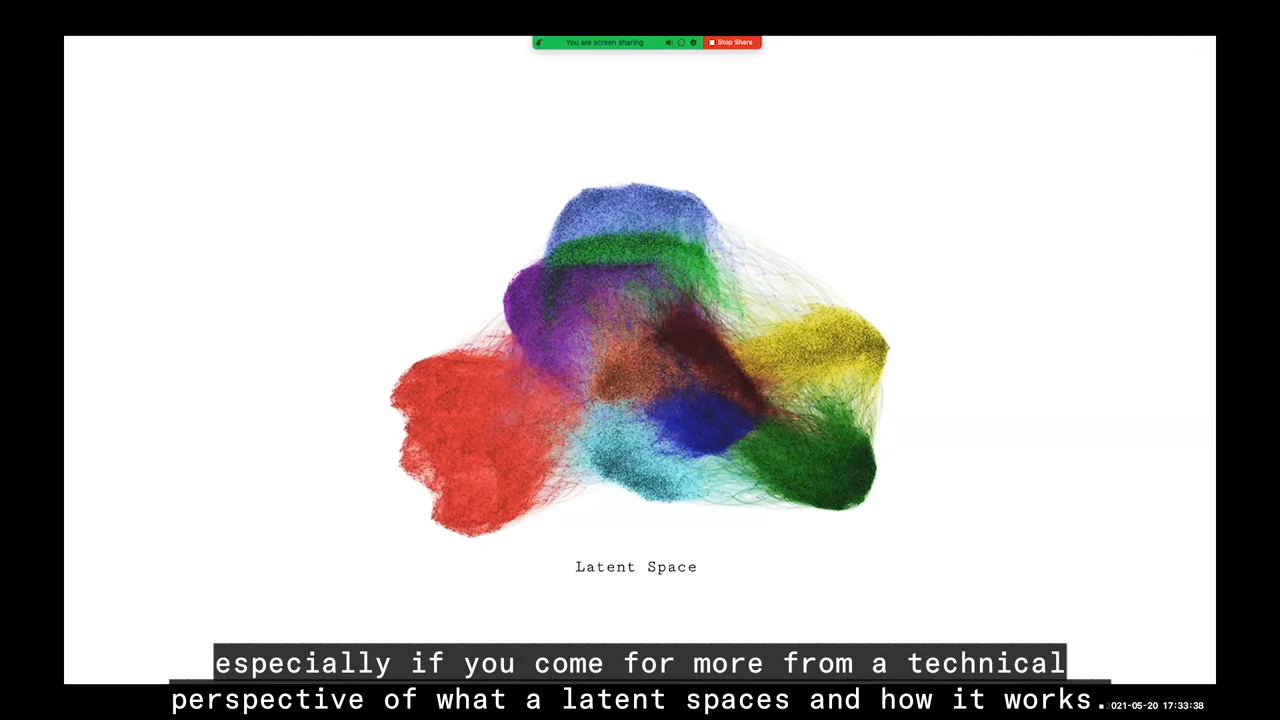 You are screen sharing Stop Share
Latent Space
especially if you come for more from a technical
perspective of what a latent spaces and how it works.
2021-05-20 17:33:38